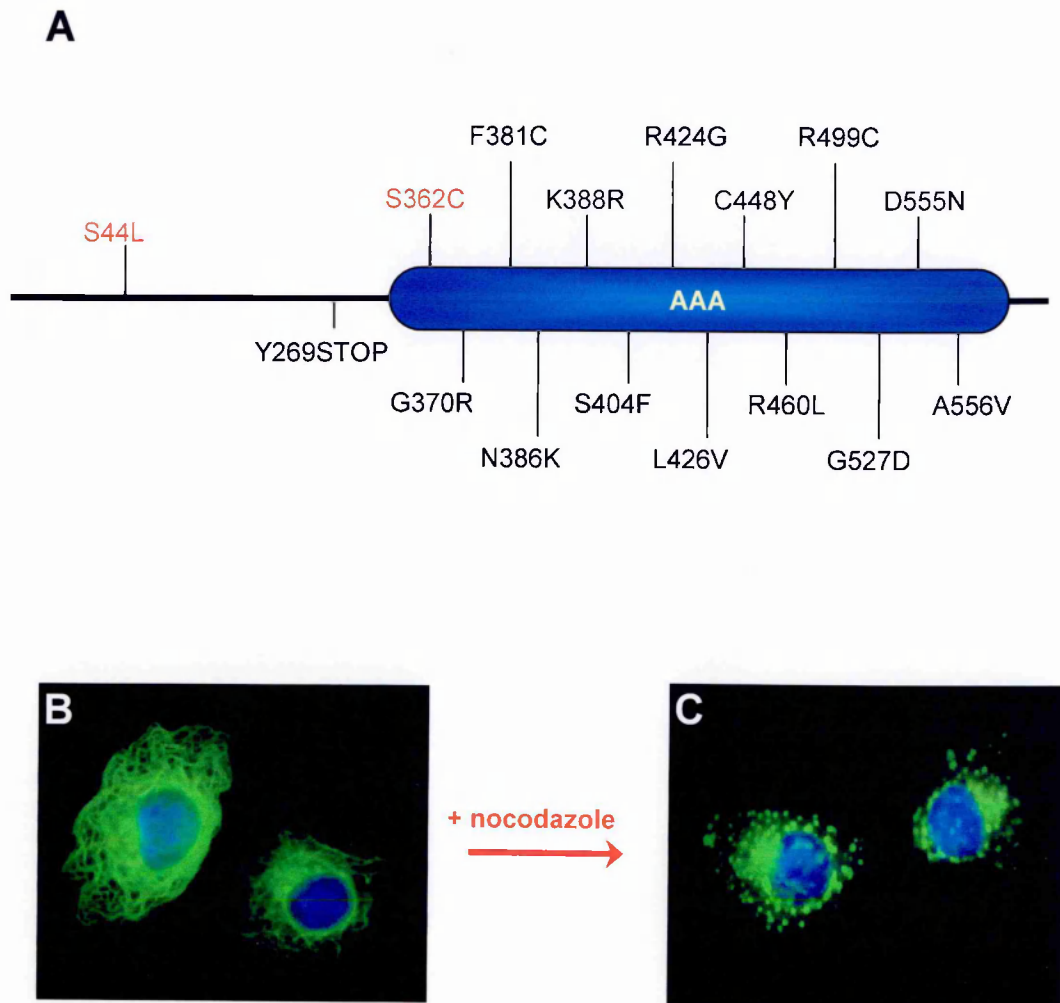 A
F381C R424G R499C
S362C K388R C448Y D555N
S44L
AAA
Y269STOP
G370R S404F R460L A556V
N386K L426V G527D
B
C
+ nocodazole